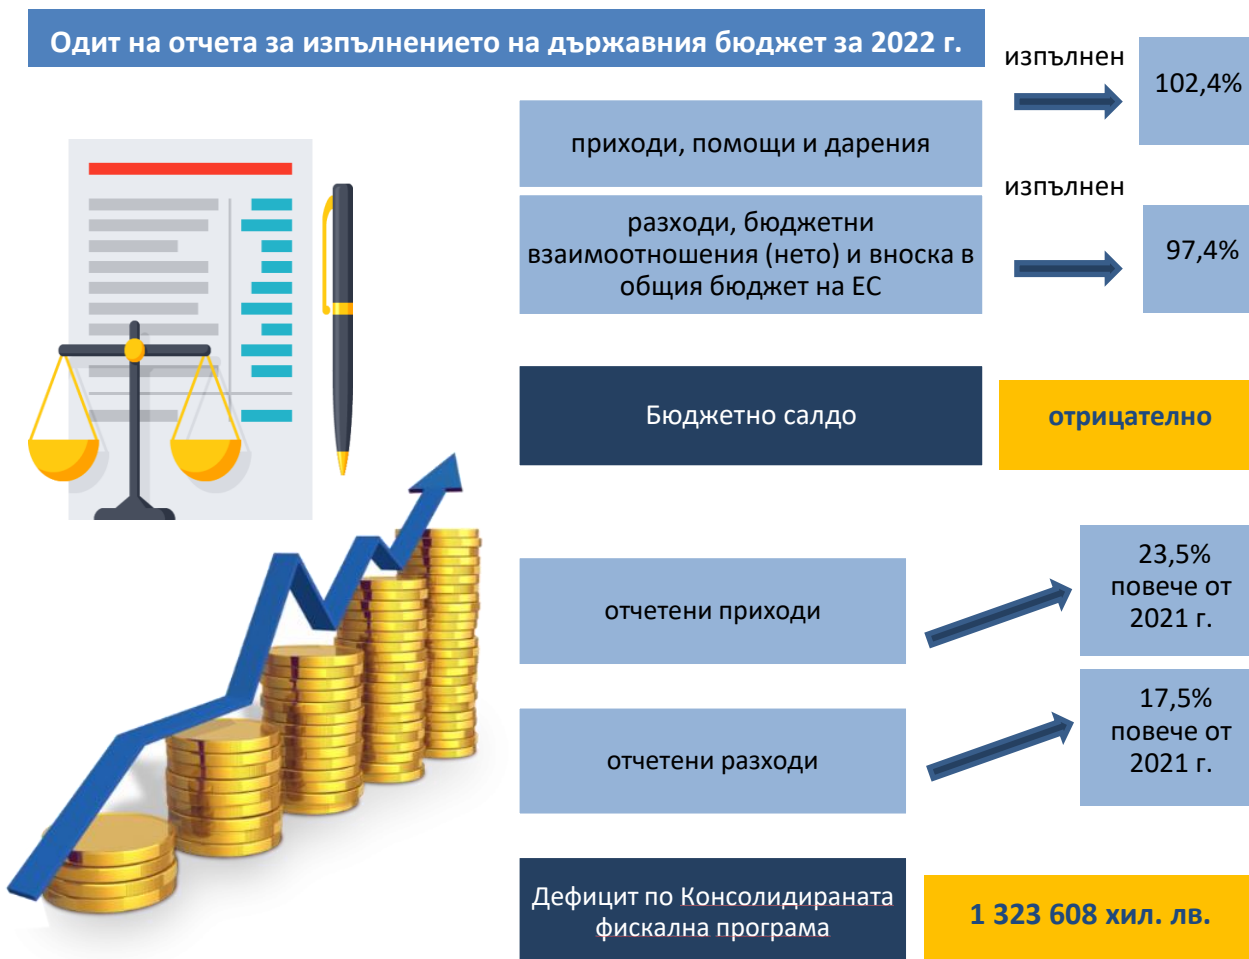 Одит на отчета за изпълнението на държавния бюджет за 2022 г.
приходи, помощи и дарения
изпълнен
102,4%
разходи, бюджетни
взаимоотношения (нето) и вноска в
общия бюджет на ЕС
изпълнен
97,4%
Бюджетно салдо
отрицателно
отчетени приходи
23,5%
повече от
2021 г.
отчетени разходи
17,5%
повече от
2021 г.
Дефицит по Консолидираната
фискална програма
1 323 608 хил. лв.